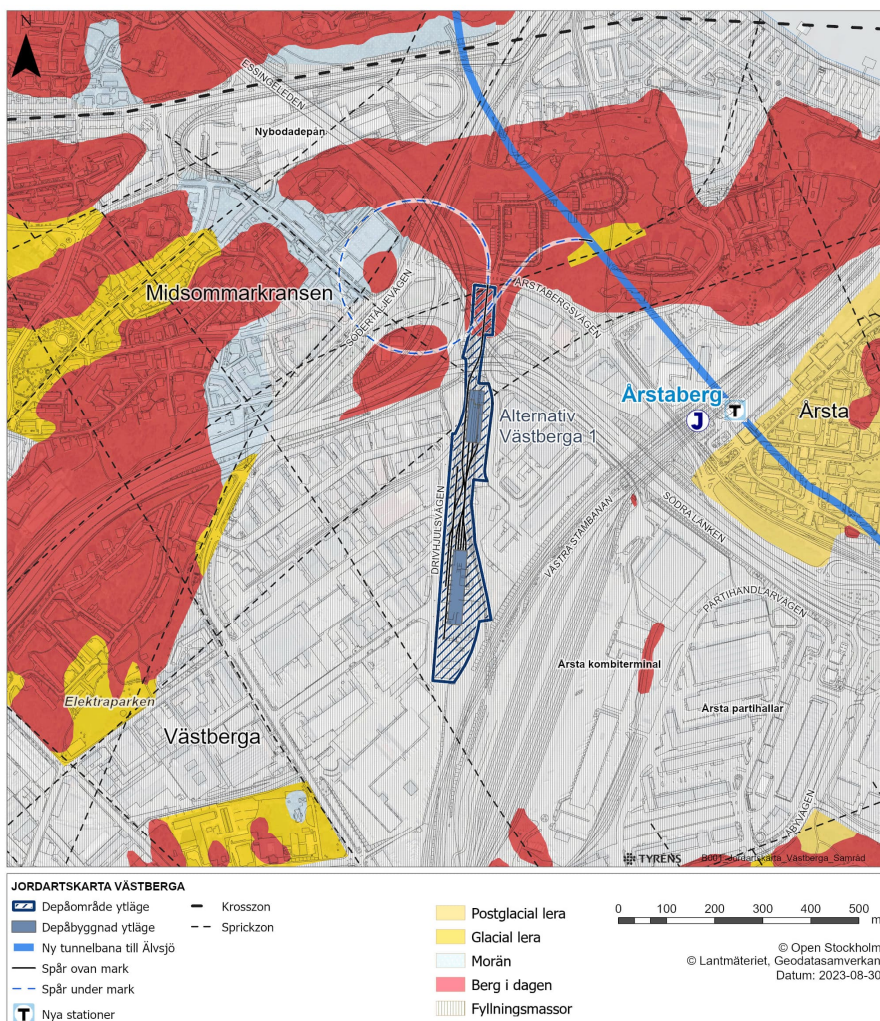 N
ESSINGELEDEN
Nybodadepån
Midsommarkransen
SÖDERTÄLJEVÄGEN
ÅRSTABERGSVÄGEN
Årstaberg
T
J
Årsta
Alternativ
Västberga 1
DRIVHJULSVÄGEN
VÄSTRA STAMBANAN
SÖDRA LÄNKEN
PARTIHANDLARVÄGEN
Årsta kombiterminal
Årsta partihallar
Elektraparken
Västberga
ÅBYVÄGEN
TYRÉNS
B001_Jordartskarta_Västberga_Samråd
JORDARTSKARTA VÄSTBERGA
Depåområde ytläge
Depåbyggnad ytläge
Ny tunnelbana till Älvsjö
Spår ovan mark
Spår under mark
T Nya stationer
Krosszon
Sprickzon
Postglacial lera
Glacial lera
Morän
Berg i dagen
Fyllningsmassor
0 100 200 300 400 500
m
© Open Stockholm
© Lantmäteriet, Geodatasamverkan
Datum: 2023-08-30